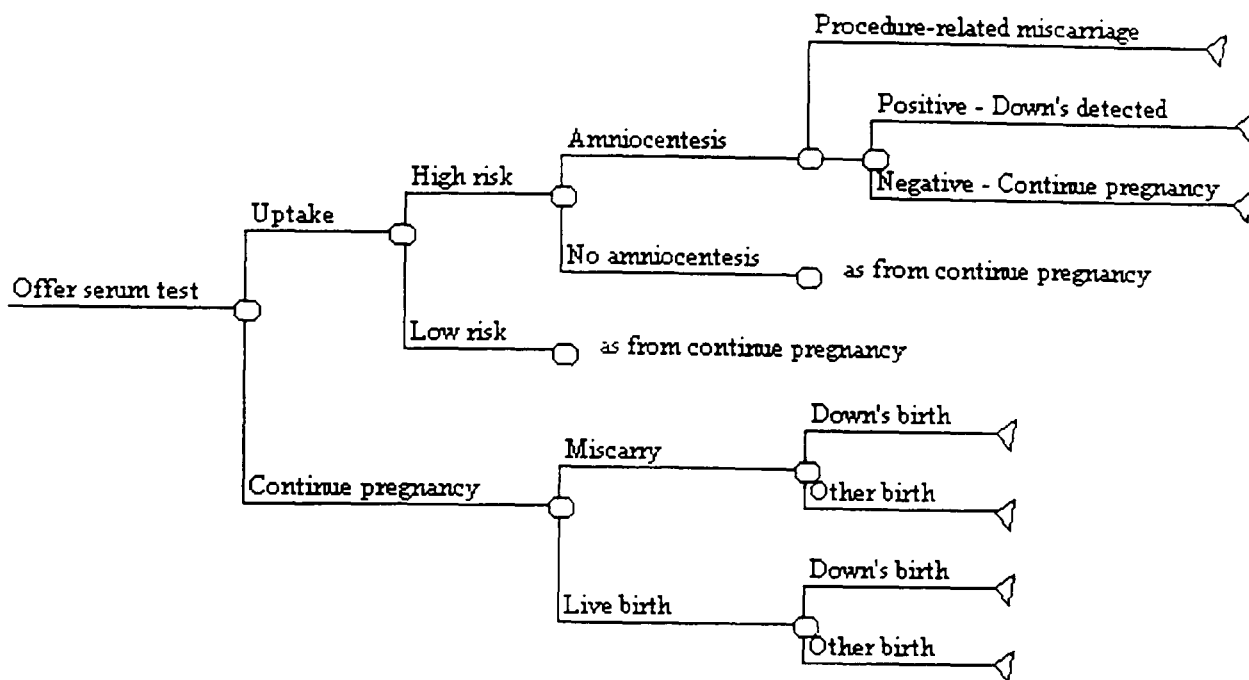 Procedure-related miscarriage
Positive - Down's detected
Amniocentesis
High risk
Negative - Continue pregnancy
Uptake
No amniocentesis
as from continue pregnancy
Offer serum test
Low risk
as from continue pregnancy
Down's birth
Miscarry
Continue pregnancy
Other birth
Down's birth
Live birth
Other birth